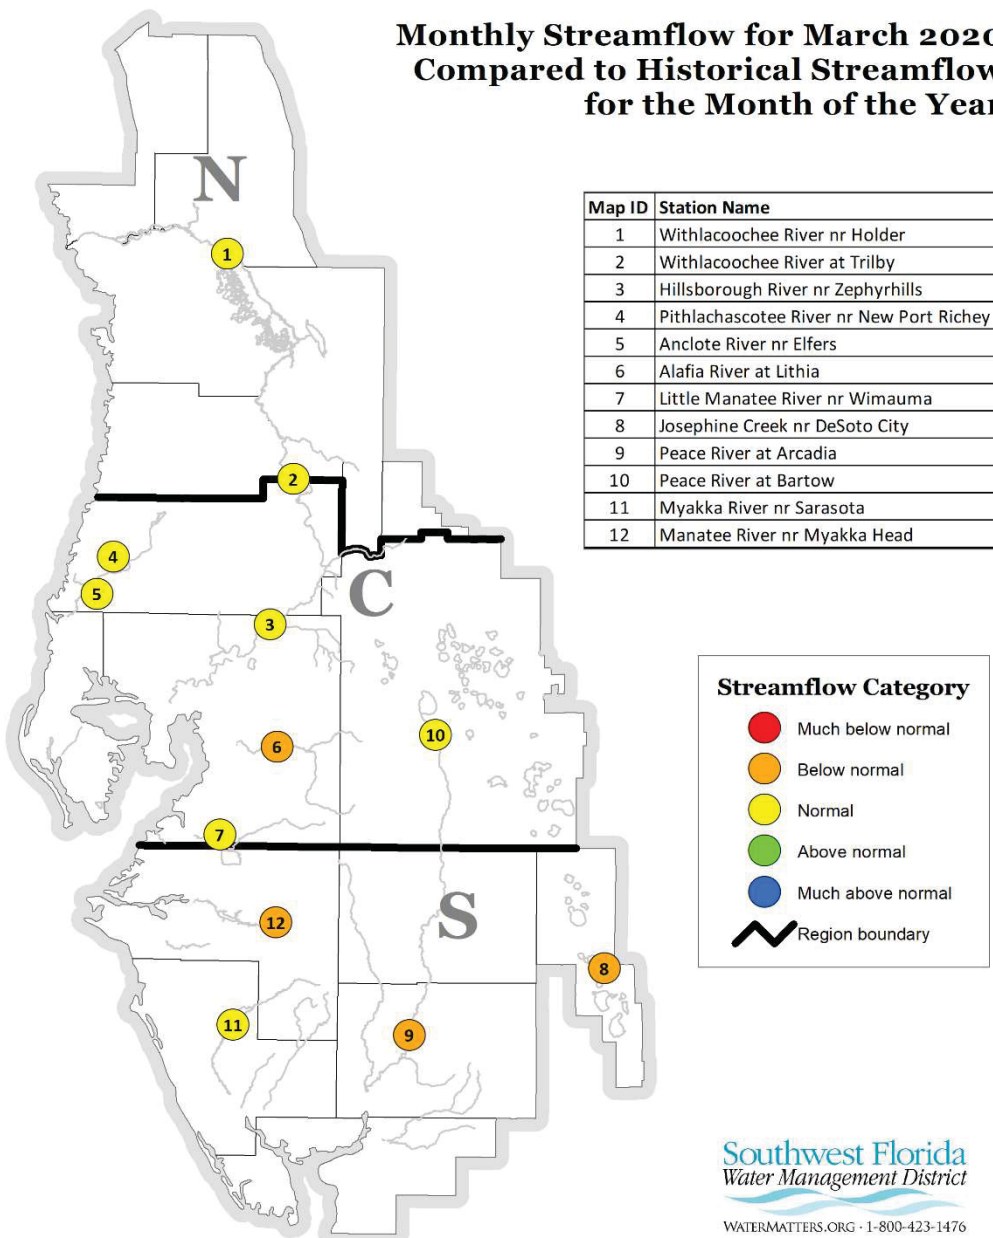 Monthly Streamflow for March 2020
Compared to Historical Streamflow
for the Month of the Year
N
Map ID Station Name
1 Withlacoochee River nr Holder
2 Withlacoochee River at Trilby
3 Hillsborough River nr Zephyrhills
4 Pithlachascotee River nr New Port Richey
5 Anclote River nr Elfers
6 Alafia River at Lithia
7 Little Manatee River nr Wimauma
8 Josephine Creek nr DeSoto City
9 Peace River at Arcadia
10 Peace River at Bartow
11 Myakka River nr Sarasota
12 Manatee River nr Myakka Head
1
2
4
5
C
3
6
10
7
12
S
8
11
9
Streamflow Category
Much below normal
Below normal
Normal
Above normal
Much above normal
Region boundary
Southwest Florida
Water Management District
WATERMATTERS.ORG · 1-800-423-1476